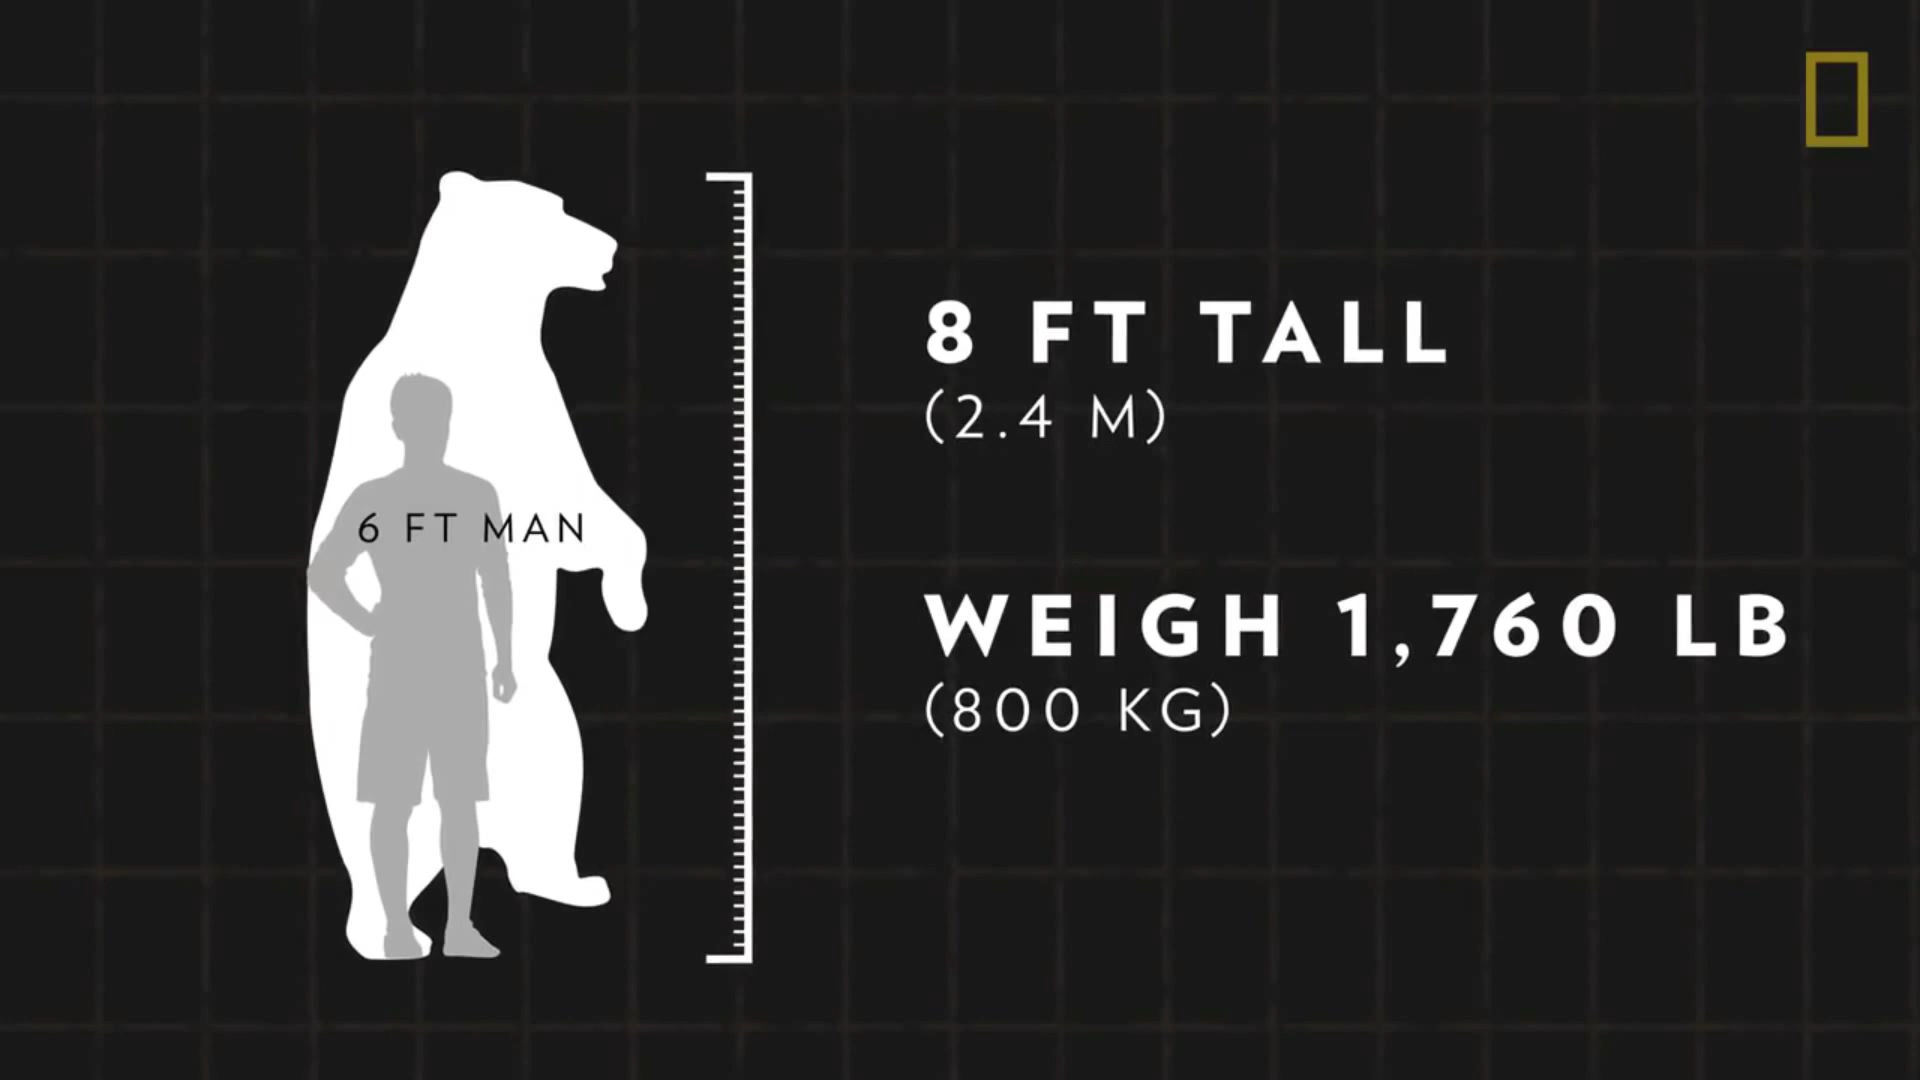 8 FT TALL
(2.4 M)
6 FT MAN
WEIGH 1,760 LB
(800 KG)